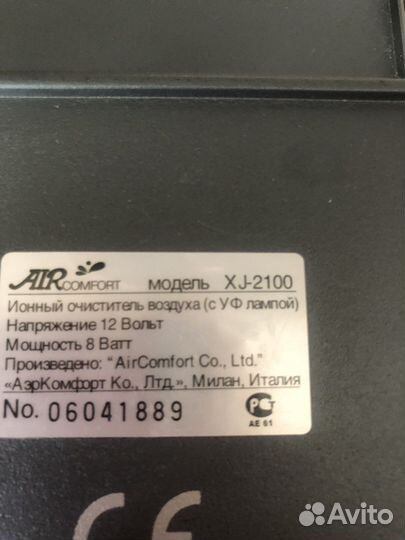 AIR COMFORT модель XJ-2100
Ионный очиститель воздуха (с УФ лампой)
Напряжение 12 Вольт
Мощность 8 Ватт
Произведено: "AirComfort Co., Ltd."
«АэрКомфорт Ко., Лтд.», Милан, Италия
No. 06041889
РСТ
АЕ 61
CE
Avito